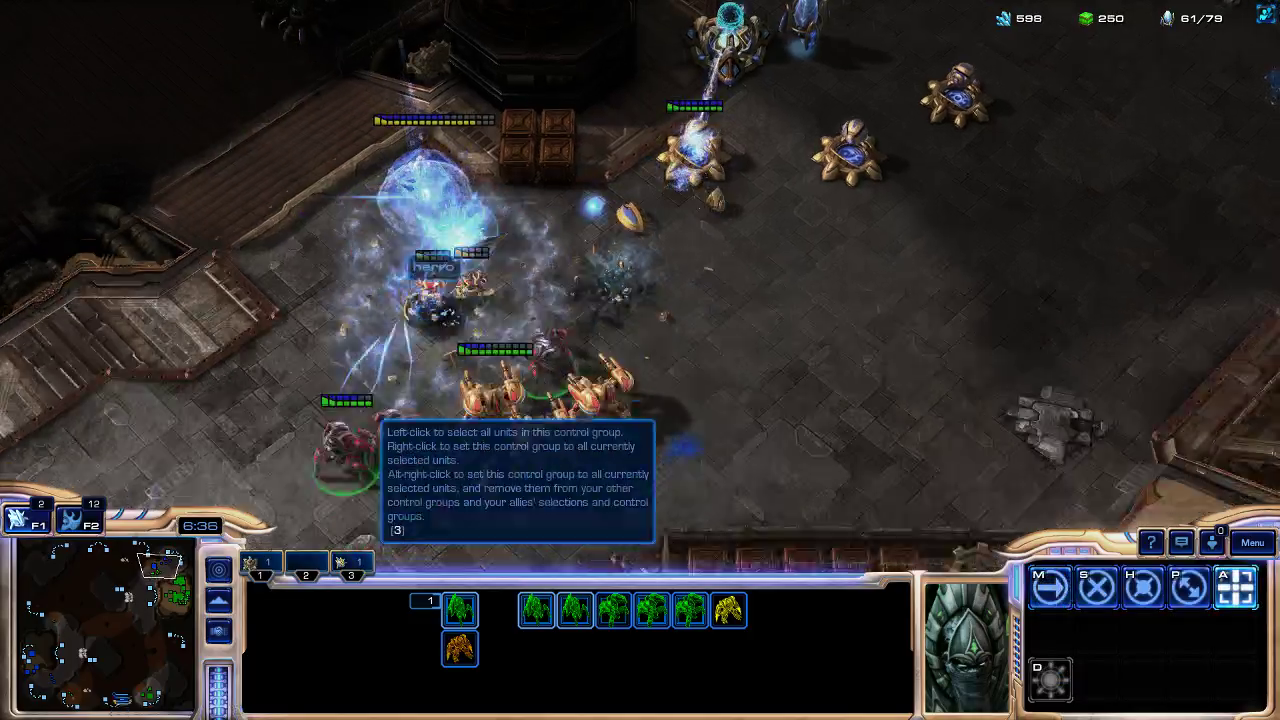 598 250 61/79
nervo
Left-click to select all units in this control group.
Right-click to set this control group to all currently
selected units.
Alt-right-click to set this control group to all currently
selected units, and remove them from your other
control groups and your allies' selections and control
groups.
[3]
2 12
F1 F2
6:36
0
? Menu
1 1
1 2 3
1
M S H P A
D